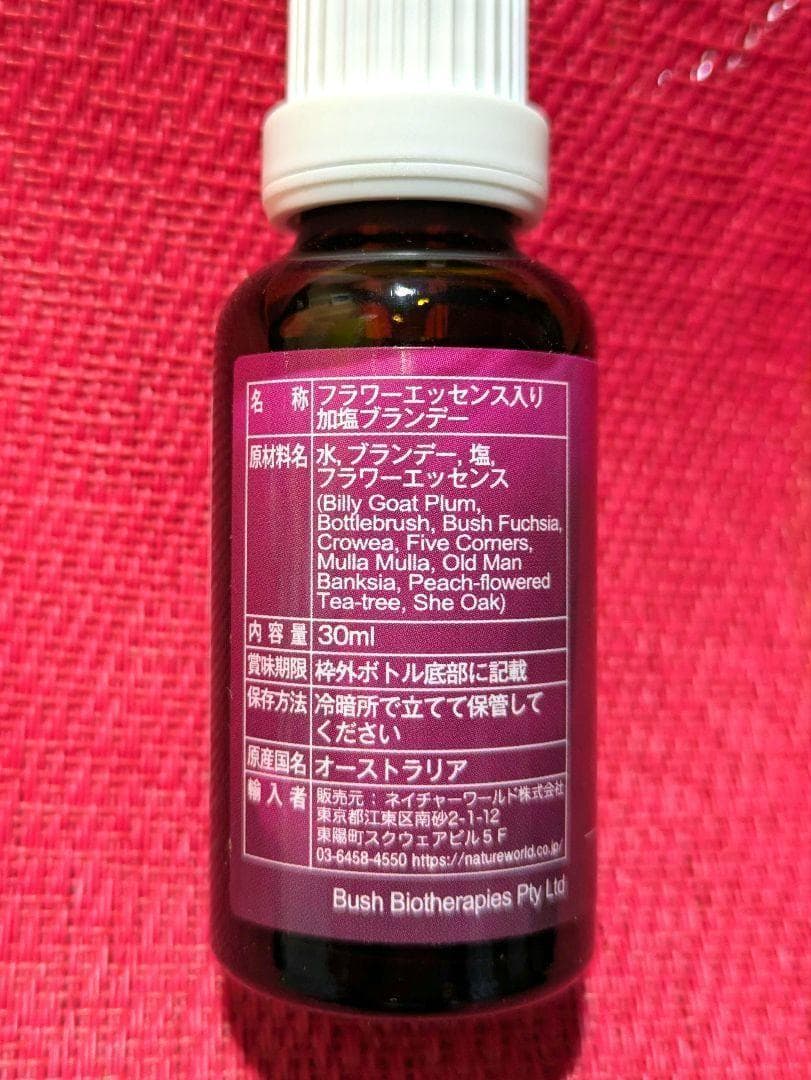 名 称 フラワーエッセンス入り
加塩ブランデー
原材料名 水, ブランデー, 塩,
フラワーエッセンス
(Billy Goat Plum,
Bottlebrush, Bush Fuchsia,
Crowea, Five Corners,
Mulla Mulla, Old Man
Banksia, Peach-flowered
Tea-tree, She Oak)
内容量 30ml
賞味期限 枠外ボトル底部に記載
保存方法 冷暗所で立てて保管して
ください
原産国名 オーストラリア
輸入者 販売元：ネイチャーワールド株式会社
東京都江東区南砂2-1-12
東陽町スクウェアビル５Ｆ
03-6458-4550 https://natureworld.co.jp/
Bush Biotherapies Pty Ltd